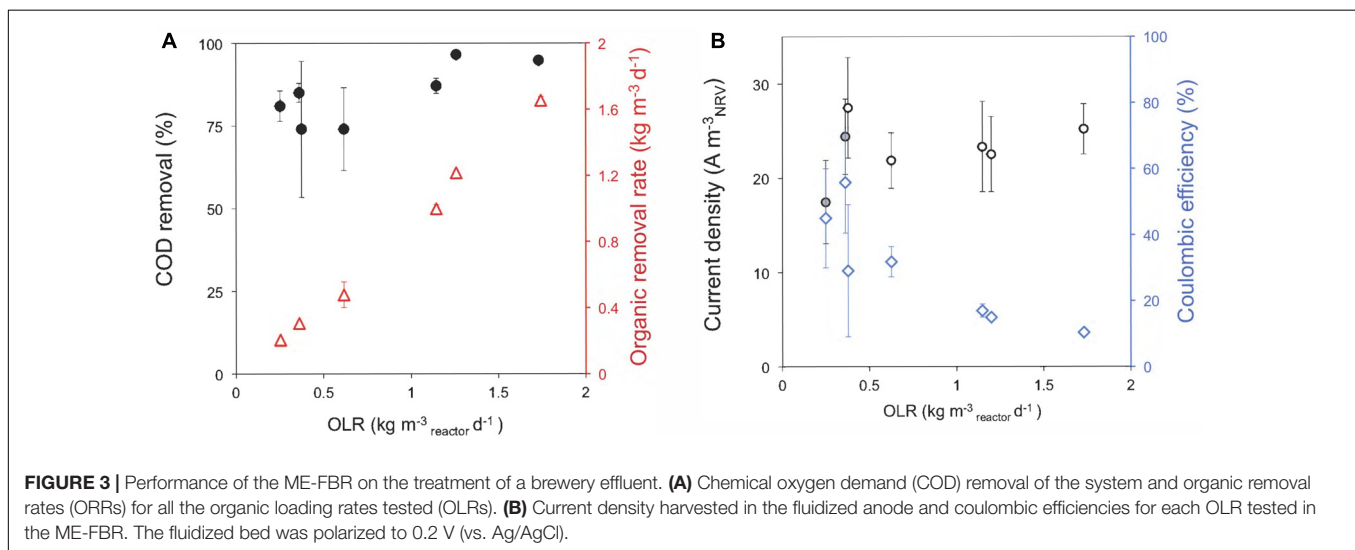 A
100
75
50
25
0
COD removal (%)
2
1.6
1.2
0.8
0.4
0
Organic removal rate (kg m-3 d-1)
0 0.5 1 1.5 2
OLR (kg m-3 reactor d-1 )
B
30
20
10
0
Current density (A m-3NRV)
100
80
60
40
20
0
Coulombic efficiency (%)
0 0.5 1 1.5 2
OLR (kg m-3 reactor d-1 )
FIGURE 3 | Performance of the ME-FBR on the treatment of a brewery effluent. (A) Chemical oxygen demand (COD) removal of the system and organic removal
rates (ORRs) for all the organic loading rates tested (OLRs). (B) Current density harvested in the fluidized anode and coulombic efficiencies for each OLR tested in
the ME-FBR. The fluidized bed was polarized to 0.2 V (vs. Ag/AgCl).